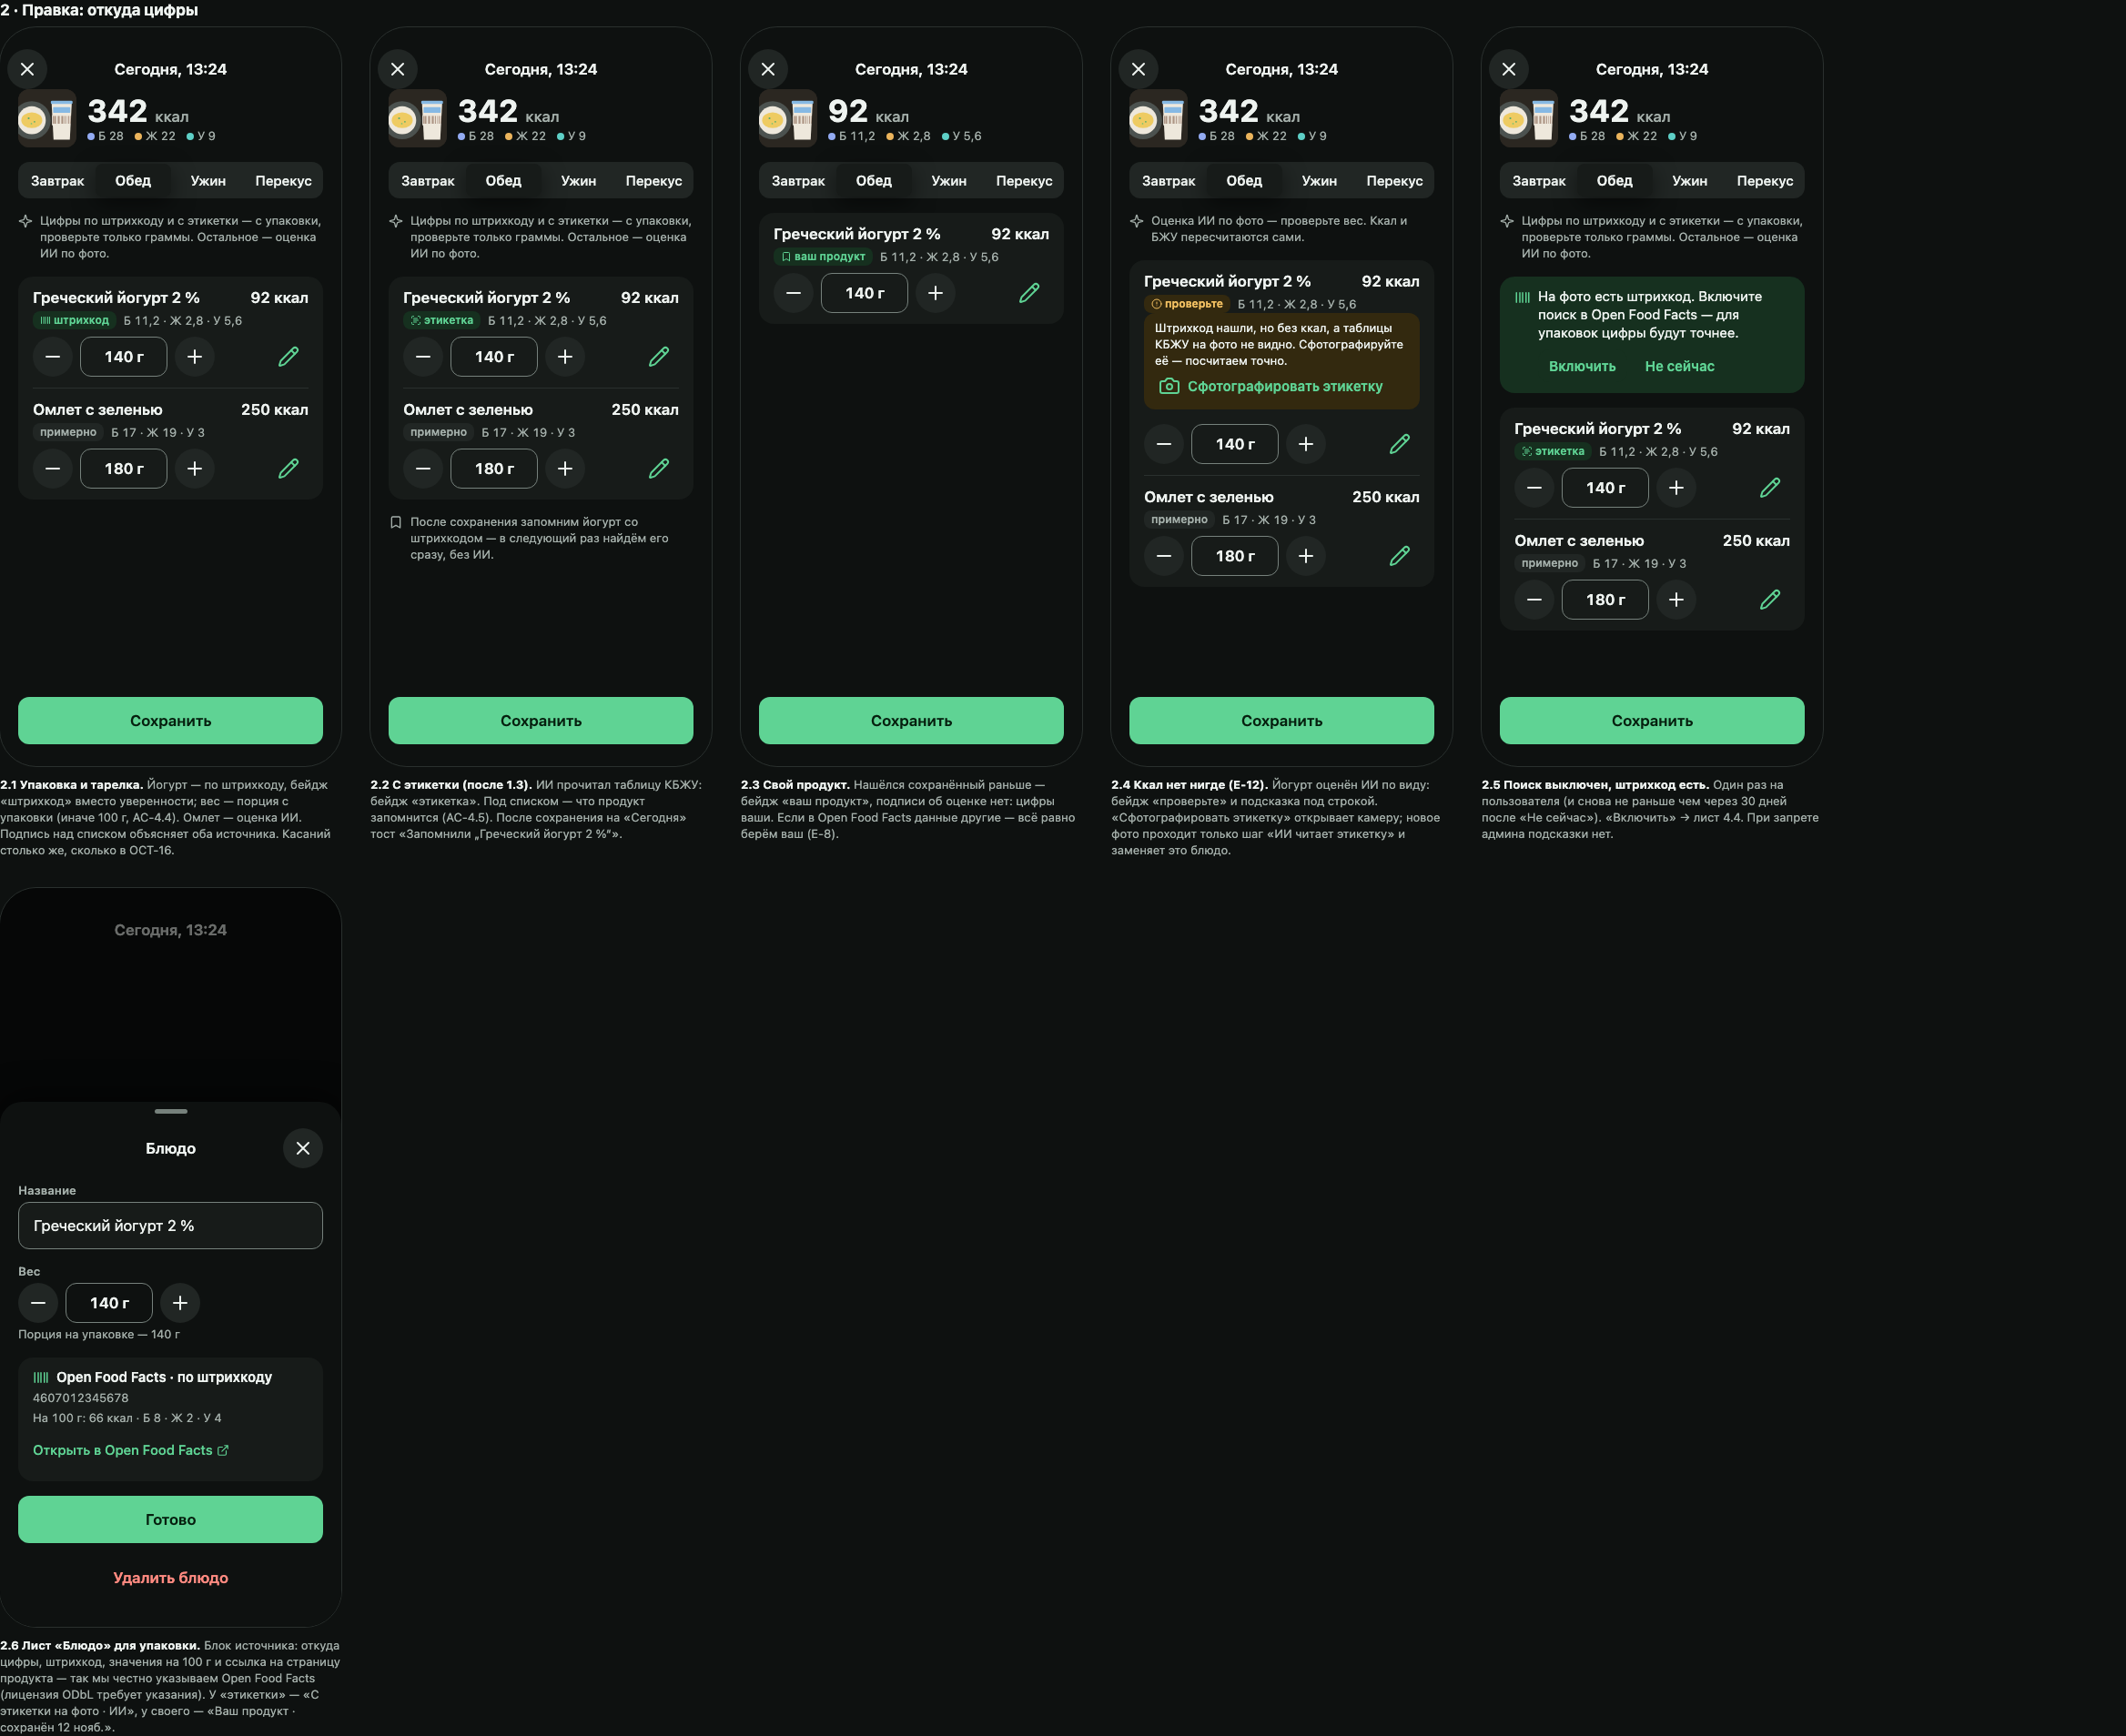 2 · Правка: откуда цифры
Сегодня, 13:24
342 ккал
Б 28 Ж 22 У 9
Завтрак Обед Ужин Перекус
Цифры по штрихкоду и с этикетки — с упаковки,
проверьте только граммы. Остальное — оценка
ИИ по фото.
Греческий йогурт 2 % 92 ккал
штрихкод Б 11,2 · Ж 2,8 · У 5,6
140 г
Омлет с зеленью 250 ккал
примерно Б 17 · Ж 19 · У 3
180 г
Сохранить
2.1 Упаковка и тарелка. Йогурт — по штрихкоду, бейдж
«штрихкод» вместо уверенности; вес — порция с
упаковки (иначе 100 г, AC-4.4). Омлет — оценка ИИ.
Подпись над списком объясняет оба источника. Касаний
столько же, сколько в ОСТ-16.
Сегодня, 13:24
342 ккал
Б 28 Ж 22 У 9
Завтрак Обед Ужин Перекус
Цифры по штрихкоду и с этикетки — с упаковки,
проверьте только граммы. Остальное — оценка
ИИ по фото.
Греческий йогурт 2 % 92 ккал
этикетка Б 11,2 · Ж 2,8 · У 5,6
140 г
Омлет с зеленью 250 ккал
примерно Б 17 · Ж 19 · У 3
180 г
После сохранения запомним йогурт со
штрихкодом — в следующий раз найдём его
сразу, без ИИ.
Сохранить
2.2 С этикетки (после 1.3). ИИ прочитал таблицу КБЖУ:
бейдж «этикетка». Под списком — что продукт
запомнится (AC-4.5). После сохранения на «Сегодня»
тост «Запомнили „Греческий йогурт 2 %“».
Сегодня, 13:24
92 ккал
Б 11,2 Ж 2,8 У 5,6
Завтрак Обед Ужин Перекус
Греческий йогурт 2 % 92 ккал
ваш продукт Б 11,2 · Ж 2,8 · У 5,6
140 г
Сохранить
2.3 Свой продукт. Нашёлся сохранённый раньше —
бейдж «ваш продукт», подписи об оценке нет: цифры
ваши. Если в Open Food Facts данные другие — всё равно
берём ваш (E-8).
Сегодня, 13:24
342 ккал
Б 28 Ж 22 У 9
Завтрак Обед Ужин Перекус
Оценка ИИ по фото — проверьте вес. Ккал и
БЖУ пересчитаются сами.
Греческий йогурт 2 % 92 ккал
проверьте Б 11,2 · Ж 2,8 · У 5,6
Штрихкод нашли, но без ккал, а таблицы
КБЖУ на фото не видно. Сфотографируйте
её — посчитаем точно.
Сфотографировать этикетку
140 г
Омлет с зеленью 250 ккал
примерно Б 17 · Ж 19 · У 3
180 г
Сохранить
2.4 Ккал нет нигде (E-12). Йогурт оценён ИИ по виду:
бейдж «проверьте» и подсказка под строкой.
«Сфотографировать этикетку» открывает камеру; новое
фото проходит только шаг «ИИ читает этикетку» и
заменяет это блюдо.
Сегодня, 13:24
342 ккал
Б 28 Ж 22 У 9
Завтрак Обед Ужин Перекус
Цифры по штрихкоду и с этикетки — с упаковки,
проверьте только граммы. Остальное — оценка
ИИ по фото.
На фото есть штрихкод. Включите
поиск в Open Food Facts — для
упаковок цифры будут точнее.
Включить Не сейчас
Греческий йогурт 2 % 92 ккал
этикетка Б 11,2 · Ж 2,8 · У 5,6
140 г
Омлет с зеленью 250 ккал
примерно Б 17 · Ж 19 · У 3
180 г
Сохранить
2.5 Поиск выключен, штрихкод есть. Один раз на
пользователя (и снова не раньше чем через 30 дней
после «Не сейчас»). «Включить» → лист 4.4. При запрете
админа подсказки нет.
Сегодня, 13:24
Блюдо
Название
Греческий йогурт 2 %
Вес
140 г
Порция на упаковке — 140 г
Open Food Facts · по штрихкоду
4607012345678
На 100 г: 66 ккал · Б 8 · Ж 2 · У 4
Открыть в Open Food Facts
Готово
Удалить блюдо
2.6 Лист «Блюдо» для упаковки. Блок источника: откуда
цифры, штрихкод, значения на 100 г и ссылка на страницу
продукта — так мы честно указываем Open Food Facts
(лицензия ODbL требует указания). У «этикетки» — «С
этикетки на фото · ИИ», у своего — «Ваш продукт ·
сохранён 12 нояб.».